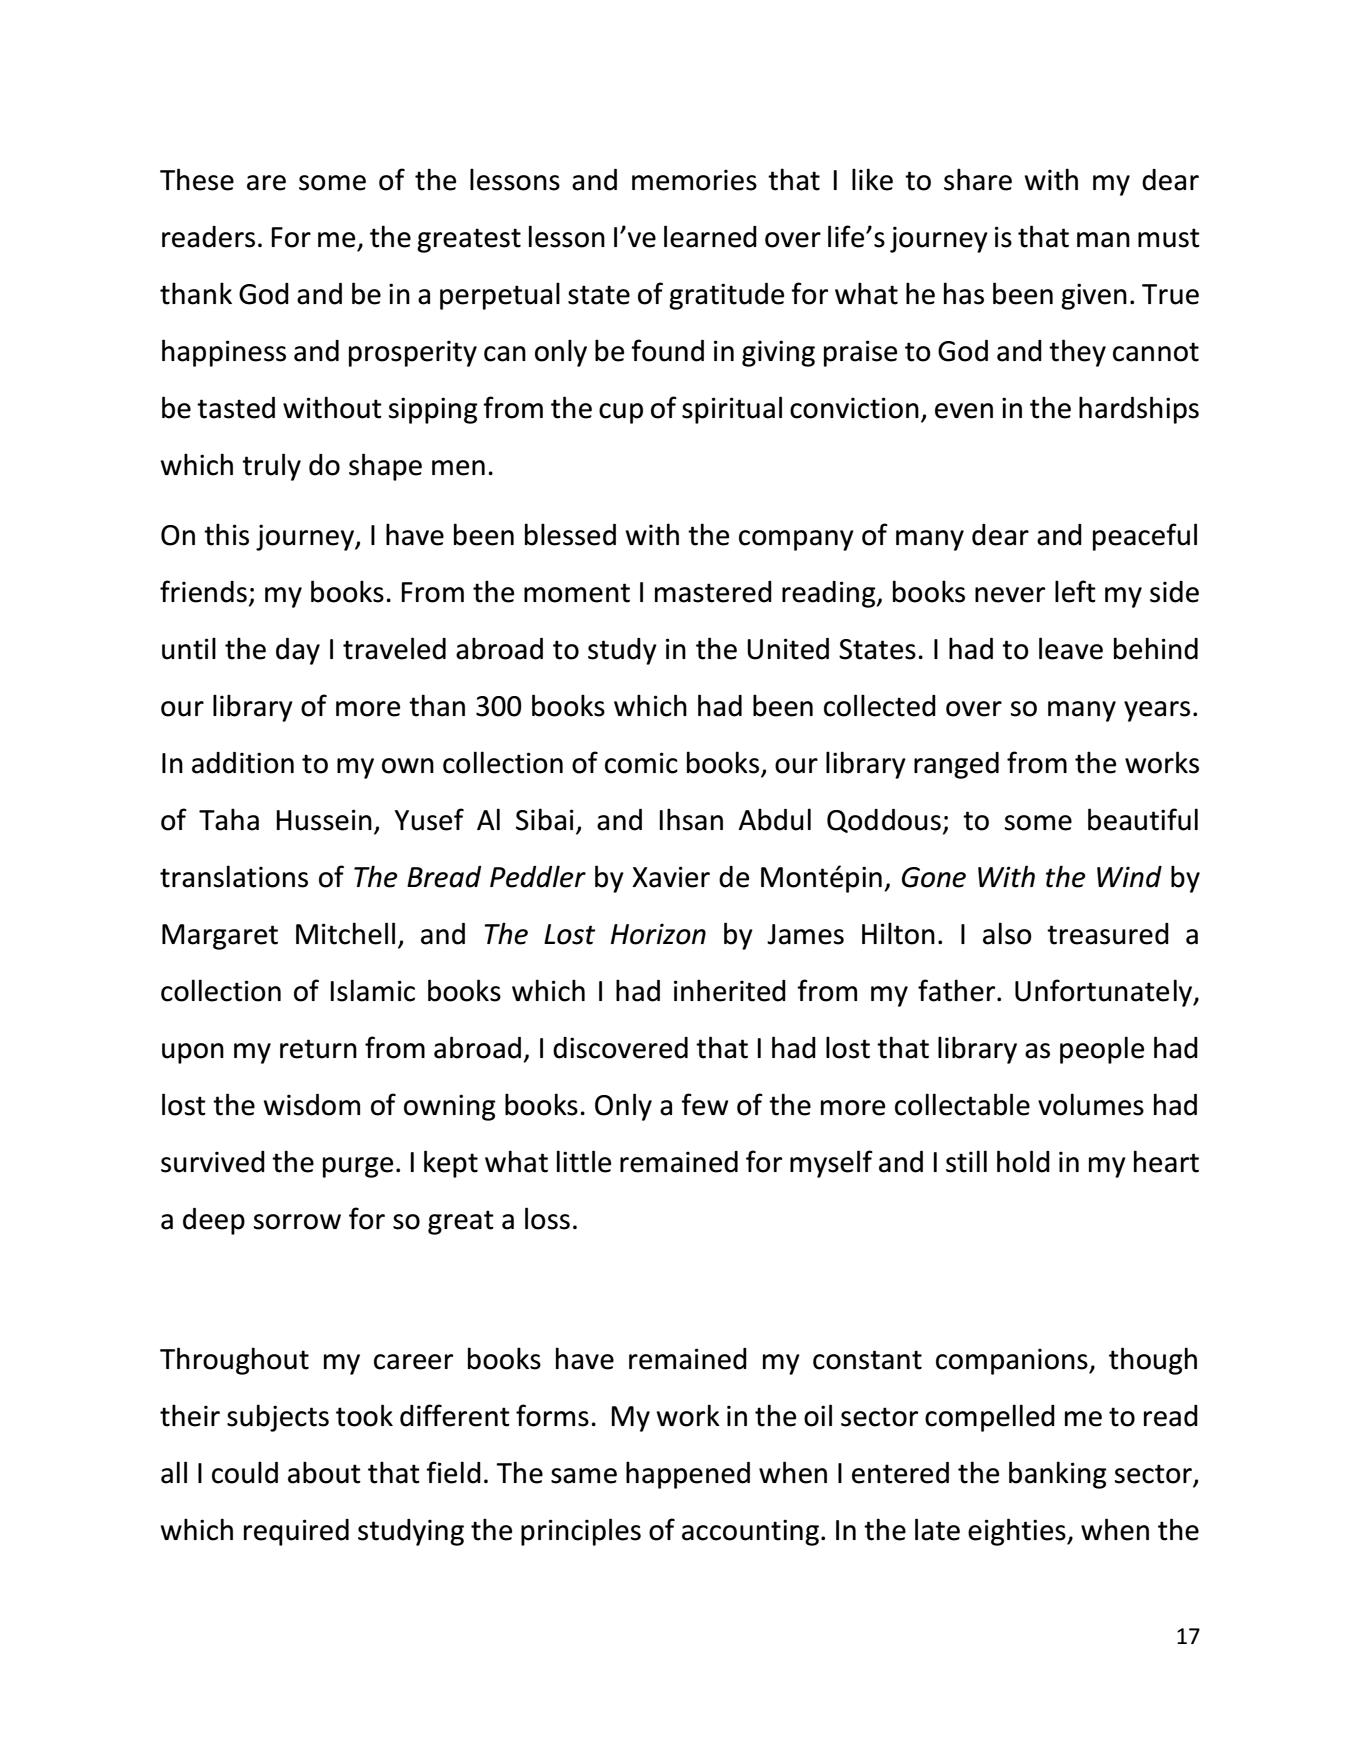 These are some of the lessons and memories that I like to share with my dear
readers. For me, the greatest lesson I’ve learned over life’s journey is that man must
thank God and be in a perpetual state of gratitude for what he has been given. True
happiness and prosperity can only be found in giving praise to God and they cannot
be tasted without sipping from the cup of spiritual conviction, even in the hardships
which truly do shape men.
On this journey, I have been blessed with the company of many dear and peaceful
friends; my books. From the moment I mastered reading, books never left my side
until the day I traveled abroad to study in the United States. I had to leave behind
our library of more than 300 books which had been collected over so many years.
In addition to my own collection of comic books, our library ranged from the works
of Taha Hussein, Yusef Al Sibai, and Ihsan Abdul Qoddous; to some beautiful
translations of The Bread Peddler by Xavier de Montépin, Gone With the Wind by
Margaret Mitchell, and The Lost Horizon by James Hilton. I also treasured a
collection of Islamic books which I had inherited from my father. Unfortunately,
upon my return from abroad, I discovered that I had lost that library as people had
lost the wisdom of owning books. Only a few of the more collectable volumes had
survived the purge. I kept what little remained for myself and I still hold in my heart
a deep sorrow for so great a loss.
Throughout my career books have remained my constant companions, though
their subjects took different forms.  My work in the oil sector compelled me to read
all I could about that field. The same happened when I entered the banking sector,
which required studying the principles of accounting. In the late eighties, when the
17